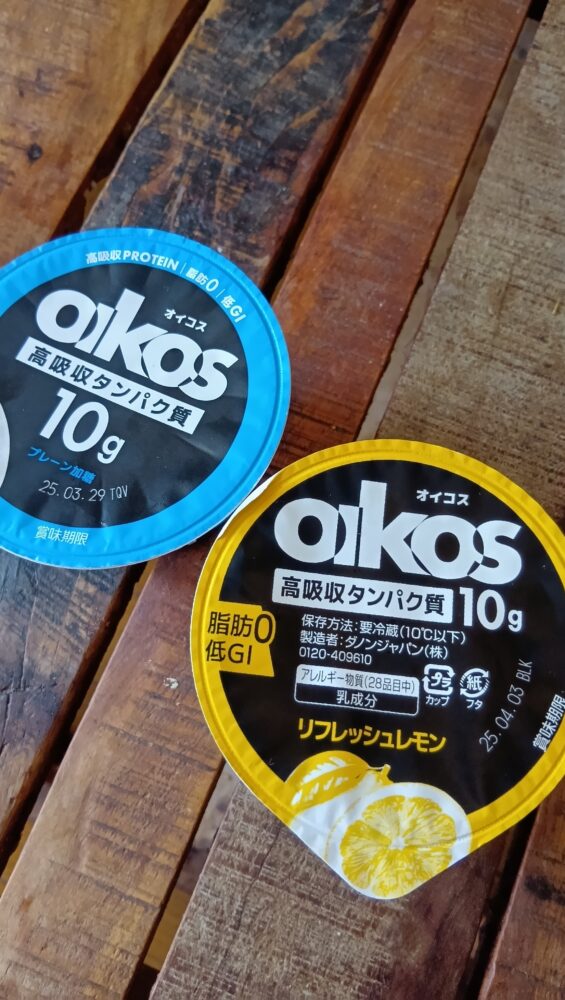 高吸収PROTEIN | 脂肪0 | 低GI
オイコス
oikos
高吸収タンパク質
10g
プレーン加糖
25.03.29 TQV
賞味期限
オイコス
oikos
高吸収タンパク質 10g
脂肪0
低GI
保存方法:要冷蔵(10℃以下)
製造者:ダノンジャパン(株)
0120-409610
アレルギー物質(28品目中)
乳成分
プラ
カップ
紙
フタ
リフレッシュレモン
25.04.03 BLK
賞味期限